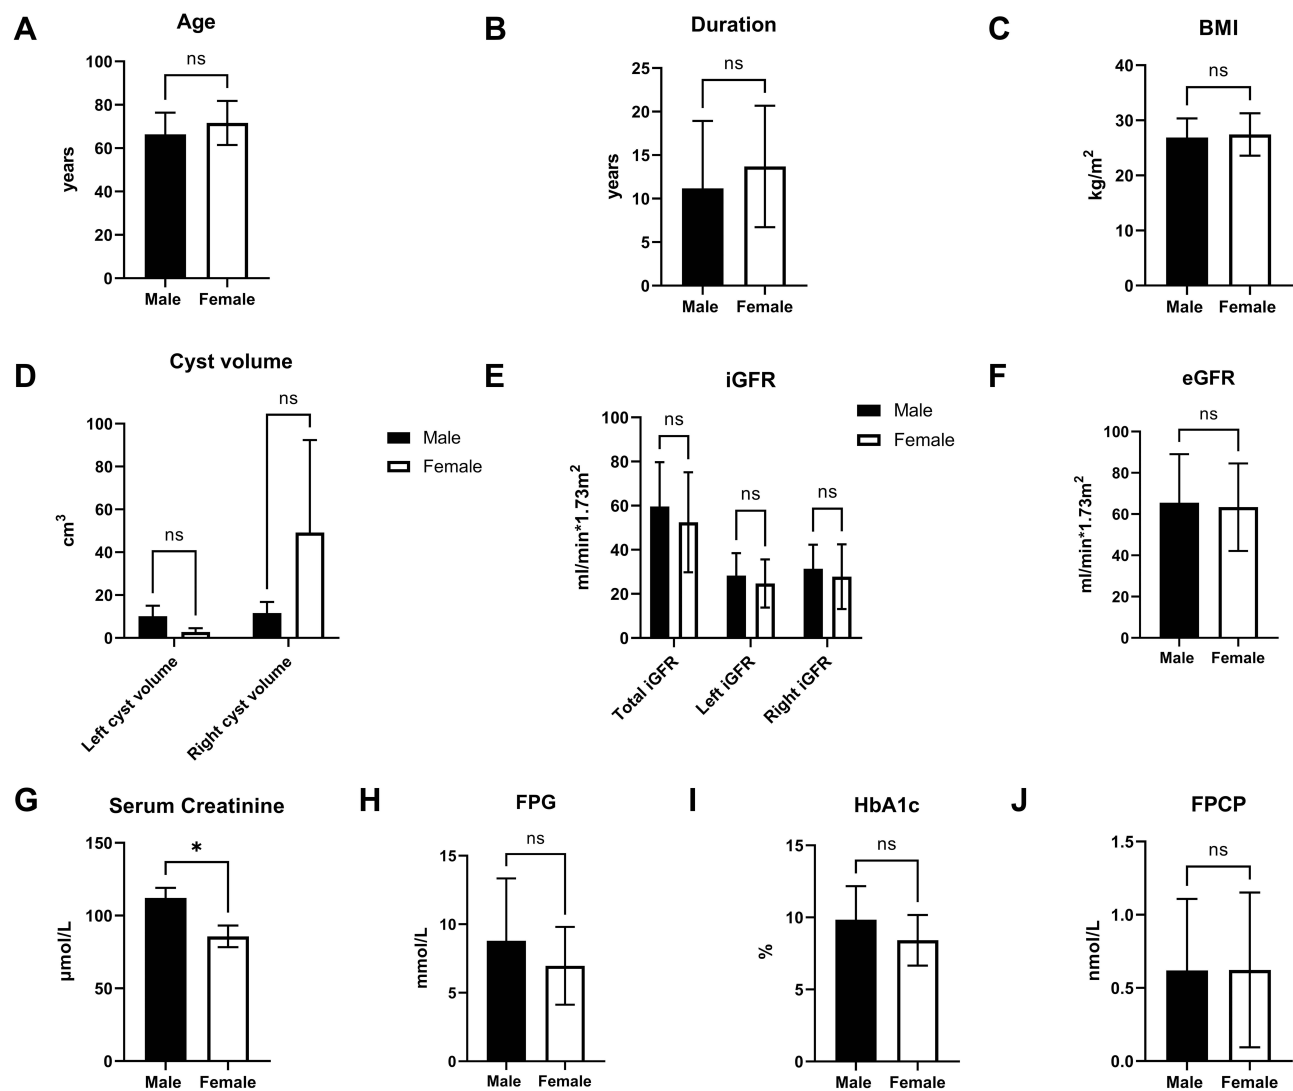 A
Age
years
100
80
60
40
20
0
ns
Male Female
B
Duration
years
25
20
15
10
5
0
ns
Male Female
C
BMI
kg/m²
40
30
20
10
0
ns
Male Female
D
Cyst volume
cm³
100
80
60
40
20
0
ns
ns
Left cyst volume
Right cyst volume
Male
Female
E
iGFR
ml/min*1.73m²
100
80
60
40
20
0
ns
ns
ns
Total iGFR
Left iGFR
Right iGFR
Male
Female
F
eGFR
ml/min*1.73m²
100
80
60
40
20
0
ns
Male Female
G
Serum Creatinine
µmol/L
150
100
50
0
*
Male Female
H
FPG
mmol/L
15
10
5
0
ns
Male Female
I
HbA1c
%
15
10
5
0
ns
Male Female
J
FPCP
nmol/L
1.5
1.0
0.5
0.0
ns
Male Female